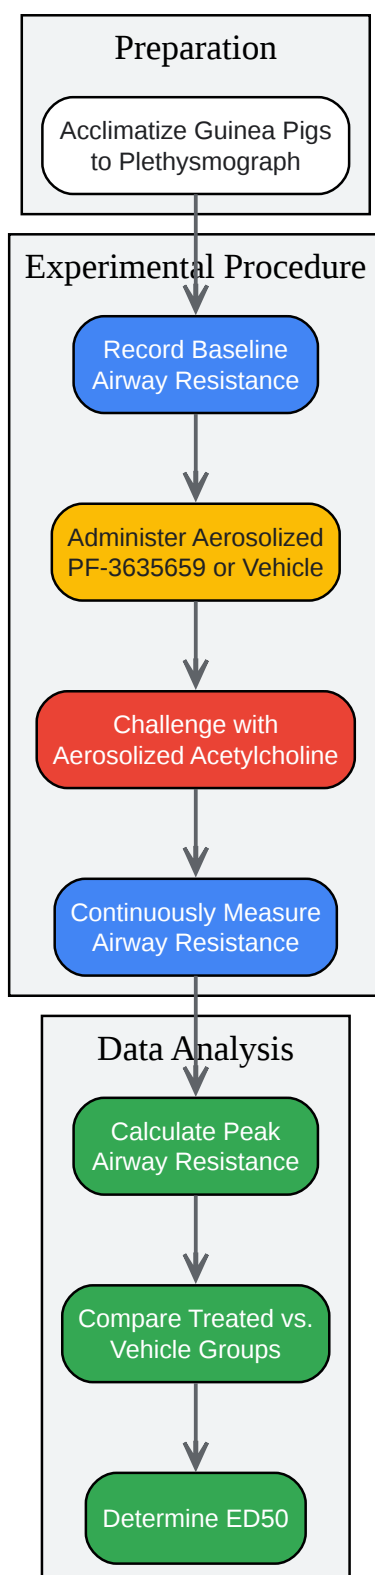 Preparation
Acclimatize Guinea Pigs
to Plethysmograph
Experimental Procedure
Record Baseline
Airway Resistance
Administer Aerosolized
PF-3635659 or Vehicle
Challenge with
Aerosolized Acetylcholine
Continuously Measure
Airway Resistance
Data Analysis
Calculate Peak
Airway Resistance
Compare Treated vs.
Vehicle Groups
Determine ED50